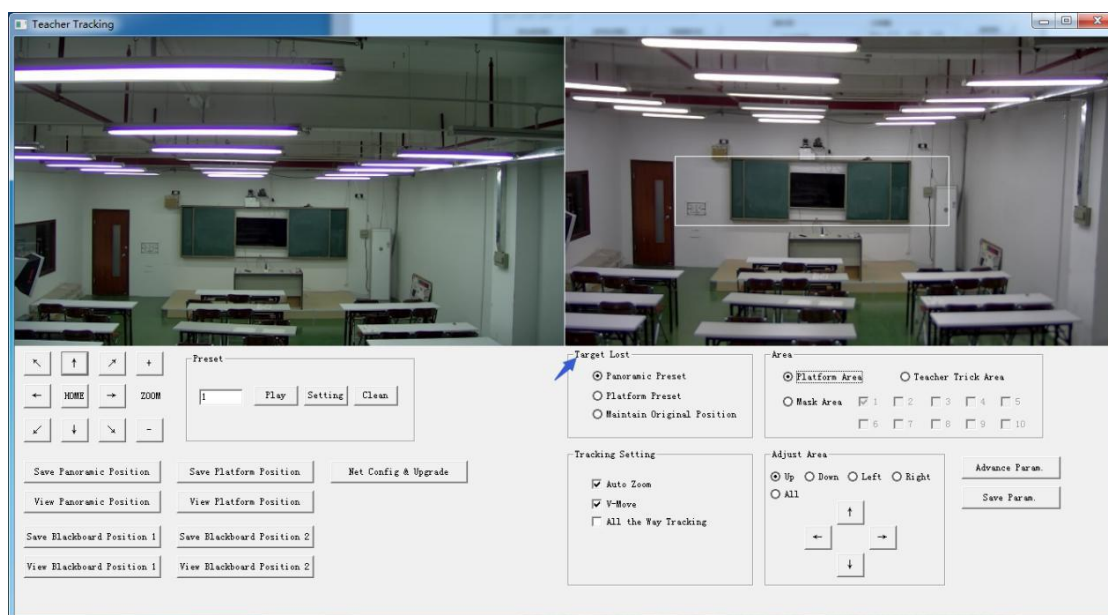 Teacher Tracking
Preset
1 Play Setting Clean
↖ ↑ ↗ +
← HOME → ZOOM
↙ ↓ ↘ -
Save Panoramic Position Save Platform Position Net Config & Upgrade
View Panoramic Position View Platform Position
Save Blackboard Position 1 Save Blackboard Position 2
View Blackboard Position 1 View Blackboard Position 2
Target Lost
Panoramic Preset
Platform Preset
Maintain Original Position
Area
Platform Area Teacher Trick Area
Mask Area 1 2 3 4 5
6 7 8 9 10
Tracking Setting
Auto Zoom
V-Move
All the Way Tracking
Adjust Area
Up Down Left Right
All
↑
← →
↓
Advance Param.
Save Param.